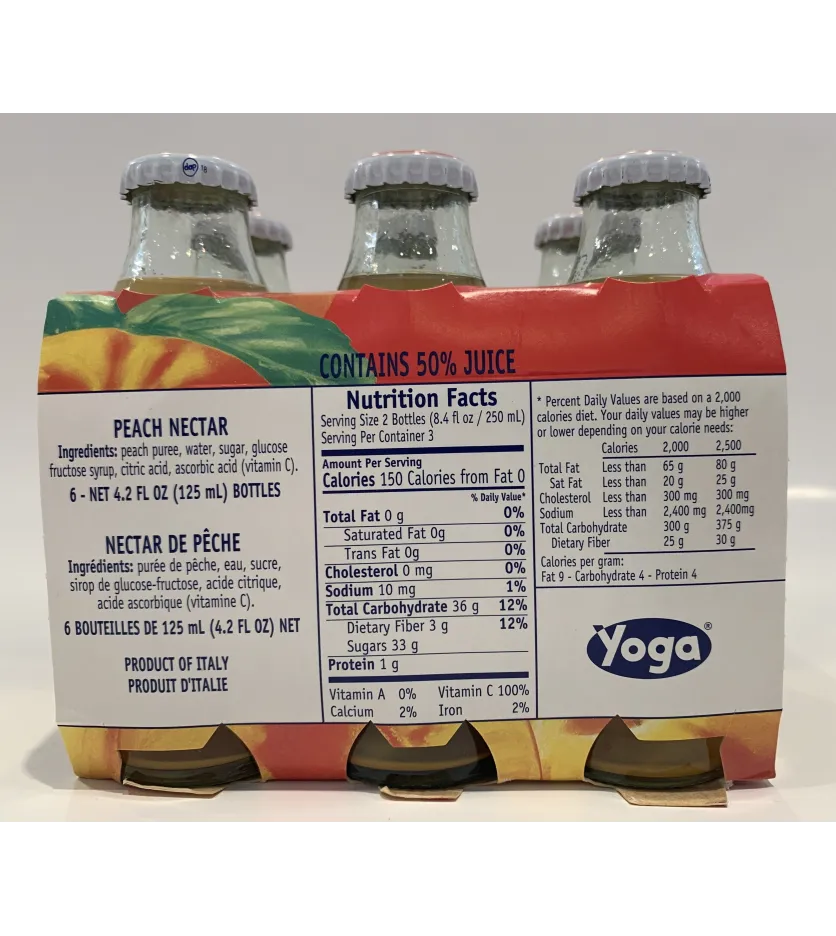 dap 18
CONTAINS 50% JUICE
PEACH NECTAR
Ingredients: peach puree, water, sugar, glucose
fructose syrup, citric acid, ascorbic acid (vitamin C).
6 - NET 4.2 FL OZ (125 mL) BOTTLES
NECTAR DE PÊCHE
Ingrédients: purée de pêche, eau, sucre,
sirop de glucose-fructose, acide citrique,
acide ascorbique (vitamine C).
6 BOUTEILLES DE 125 mL (4.2 FL OZ) NET
PRODUCT OF ITALY
PRODUIT D'ITALIE
Nutrition Facts
Serving Size 2 Bottles (8.4 fl oz / 250 mL)
Serving Per Container 3
Amount Per Serving
Calories 150 Calories from Fat 0
% Daily Value*
Total Fat 0 g 0%
Saturated Fat 0g 0%
Trans Fat 0g 0%
Cholesterol 0 mg 0%
Sodium 10 mg 1%
Total Carbohydrate 36 g 12%
Dietary Fiber 3 g 12%
Sugars 33 g
Protein 1 g
Vitamin A 0% Vitamin C 100%
Calcium 2% Iron 2%
* Percent Daily Values are based on a 2,000
calories diet. Your daily values may be higher
or lower depending on your calorie needs:
Calories 2,000 2,500
Total Fat Less than 65 g 80 g
Sat Fat Less than 20 g 25 g
Cholesterol Less than 300 mg 300 mg
Sodium Less than 2,400 mg 2,400mg
Total Carbohydrate 300 g 375 g
Dietary Fiber 25 g 30 g
Calories per gram:
Fat 9 - Carbohydrate 4 - Protein 4
Yoga®